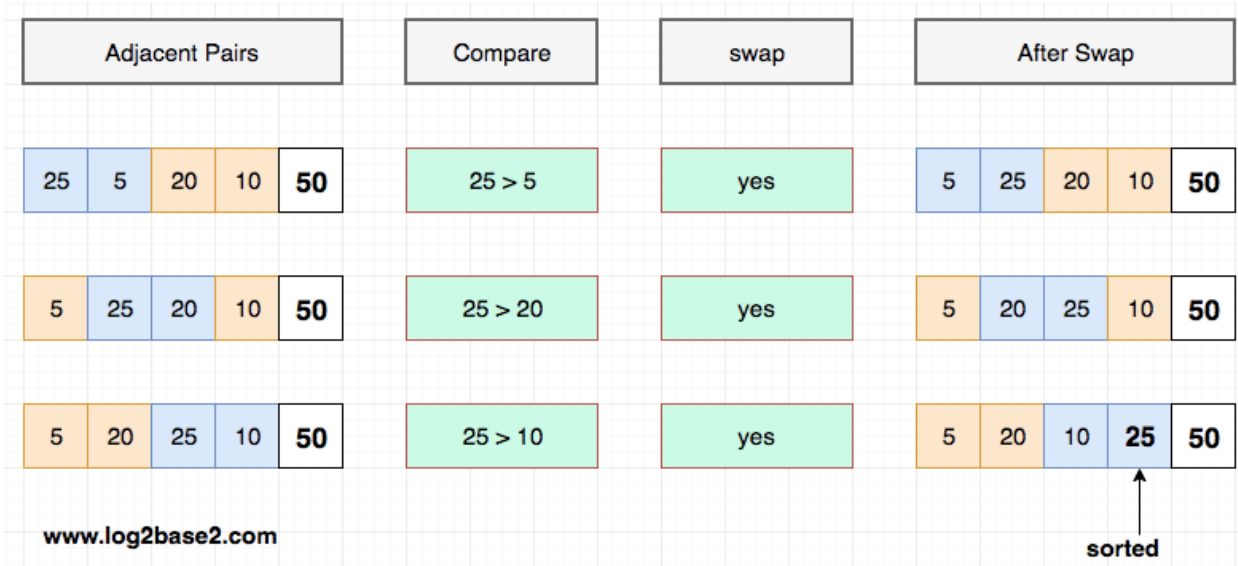 Adjacent Pairs Compare swap After Swap
25 5 20 10 50 25 > 5 yes 5 25 20 10 50
5 25 20 10 50 25 > 20 yes 5 20 25 10 50
5 20 25 10 50 25 > 10 yes 5 20 10 25 50
www.log2base2.com
sorted